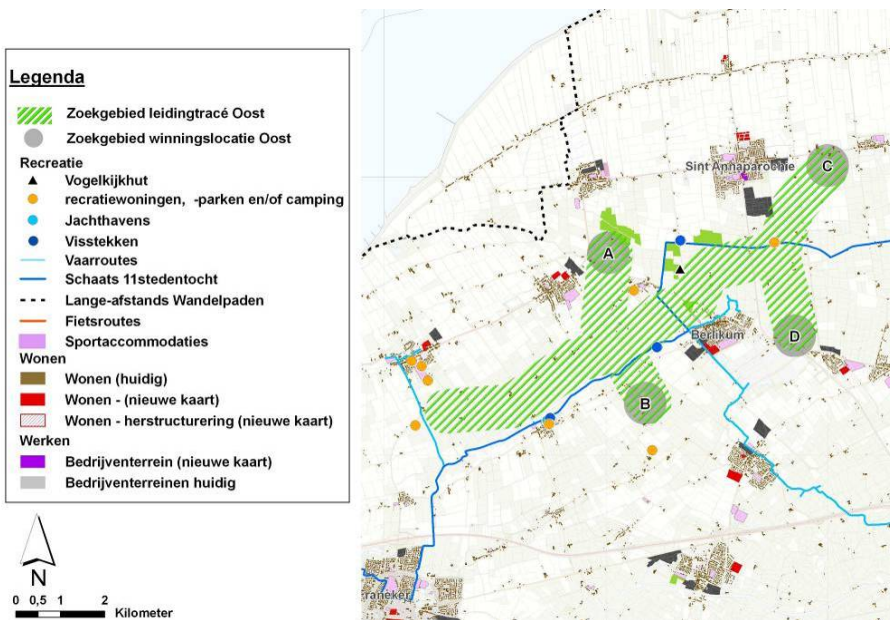 Legenda
Zoekgebied leidingtracé Oost
Zoekgebied winningslocatie Oost
Recreatie
Vogelkijkhut
recratiewoningen, -parken en/of camping
Jachthavens
Visstekken
Vaarroutes
Schaats 11stedentocht
Lange-afstands Wandelpaden
Fietsroutes
Sportaccommodaties
Wonen
Wonen (huidig)
Wonen - (nieuwe kaart)
Wonen - herstructurering (nieuwe kaart)
Werken
Bedrijventerrein (nieuwe kaart)
Bedrijventerreinen huidig
N
0 0,5 1 2
Kilometer
Sint Annaparochie
C
A
D
Berlikum
B
raneker